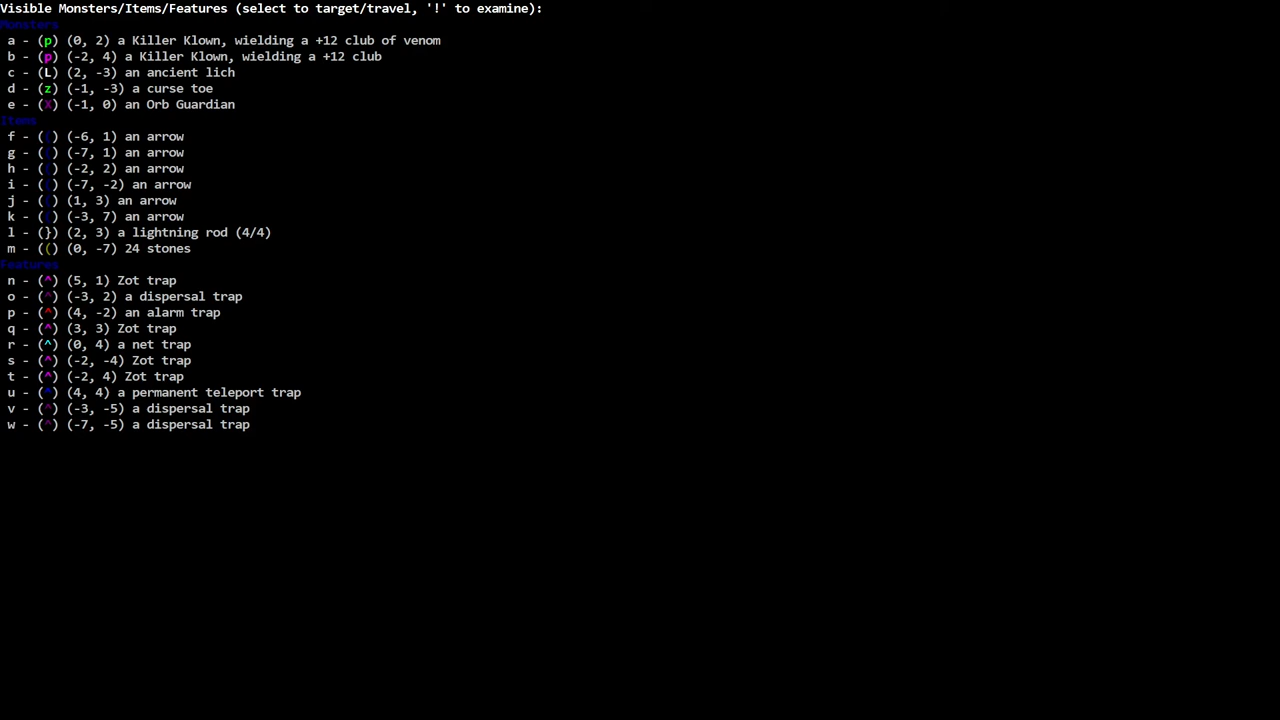 Visible Monsters/Items/Features (select to target/travel, '!' to examine):
Monsters
a - (p) (0, 2) a Killer Klown, wielding a +12 club of venom
b - (p) (-2, 4) a Killer Klown, wielding a +12 club
c - (L) (2, -3) an ancient lich
d - (z) (-1, -3) a curse toe
e - (X) (-1, 0) an Orb Guardian
Items
f - (() (-6, 1) an arrow
g - (() (-7, 1) an arrow
h - (() (-2, 2) an arrow
i - (() (-7, -2) an arrow
j - (() (1, 3) an arrow
k - (() (-3, 7) an arrow
l - (}) (2, 3) a lightning rod (4/4)
m - (() (0, -7) 24 stones
Features
n - (^) (5, 1) Zot trap
o - (^) (-3, 2) a dispersal trap
p - (^) (4, -2) an alarm trap
q - (^) (3, 3) Zot trap
r - (^) (0, 4) a net trap
s - (^) (-2, -4) Zot trap
t - (^) (-2, 4) Zot trap
u - (^) (4, 4) a permanent teleport trap
v - (^) (-3, -5) a dispersal trap
w - (^) (-7, -5) a dispersal trap